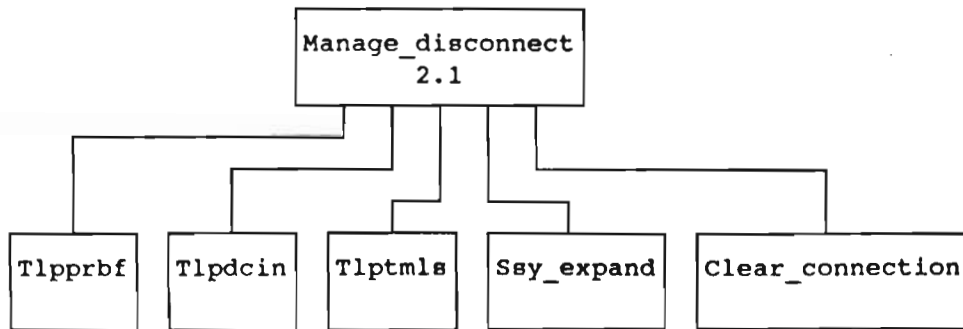 Manage_disconnect
2.1
Tlpprbf
Tlpdcin
Tlptmls
Ssy_expand
Clear_connection